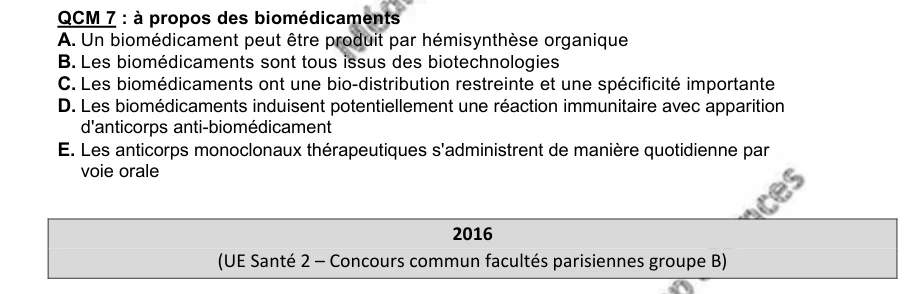 QCM 7 : à propos des biomédicaments
A. Un biomédicament peut être produit par hémisynthèse organique
B. Les biomédicaments sont tous issus des biotechnologies
C. Les biomédicaments ont une bio-distribution restreinte et une spécificité importante
D. Les biomédicaments induisent potentiellement une réaction immunitaire avec apparition
d'anticorps anti-biomédicament
E. Les anticorps monoclonaux thérapeutiques s'administrent de manière quotidienne par
voie orale
2016
(UE Santé 2 – Concours commun facultés parisiennes groupe B)